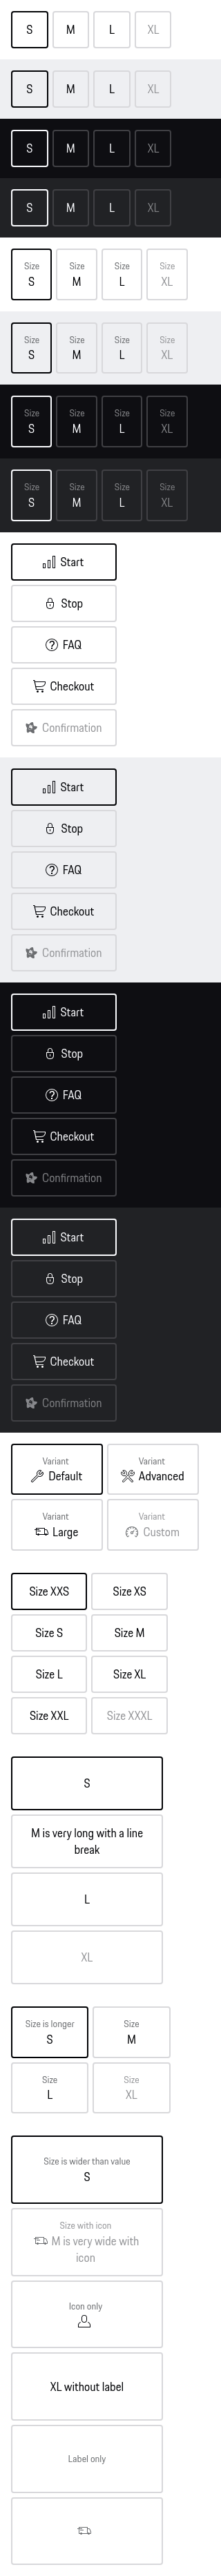 S M L XL
S M L XL
S M L XL
S M L XL
Size Size Size Size
S M L XL
Size Size Size Size
S M L XL
Size Size Size Size
S M L XL
Size Size Size Size
S M L XL
Start
Stop
FAQ
Checkout
Confirmation
Start
Stop
FAQ
Checkout
Confirmation
Start
Stop
FAQ
Checkout
Confirmation
Start
Stop
FAQ
Checkout
Confirmation
Variant Variant
Default Advanced
Variant Variant
Large Custom
Size XXS Size XS
Size S Size M
Size L Size XL
Size XXL Size XXXL
S
M is very long with a line
break
L
XL
Size is longer Size
S M
Size Size
L XL
Size is wider than value
S
Size with icon
M is very wide with
icon
Icon only
XL without label
Label only